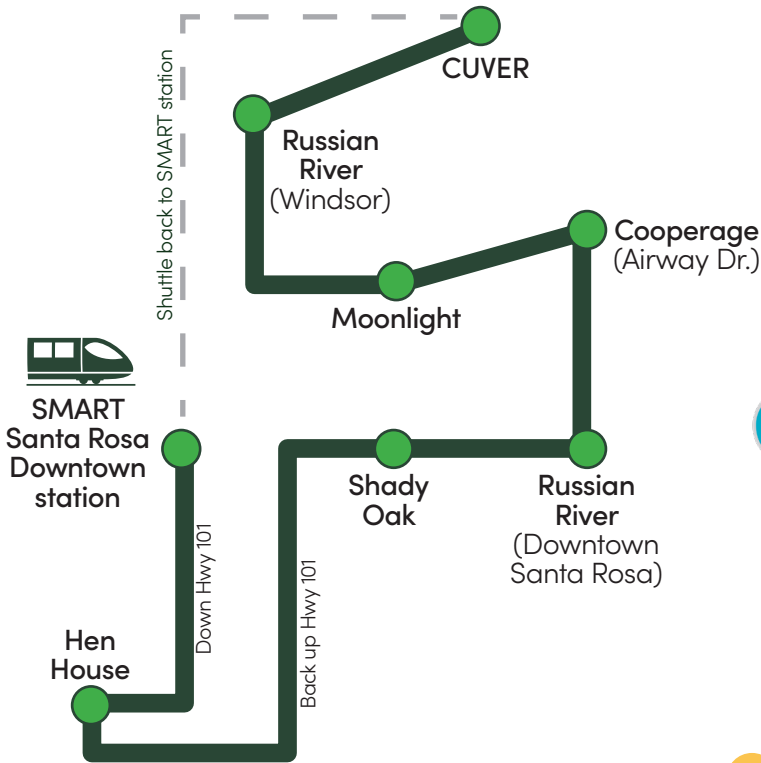 CUVER
Shuttle back to SMART station
Russian
River
(Windsor)
Cooperage
(Airway Dr.)
Moonlight
SMART
Santa Rosa
Downtown
station
Shady
Oak
Russian
River
(Downtown
Santa Rosa)
Down Hwy 101
Back up Hwy 101
Hen
House